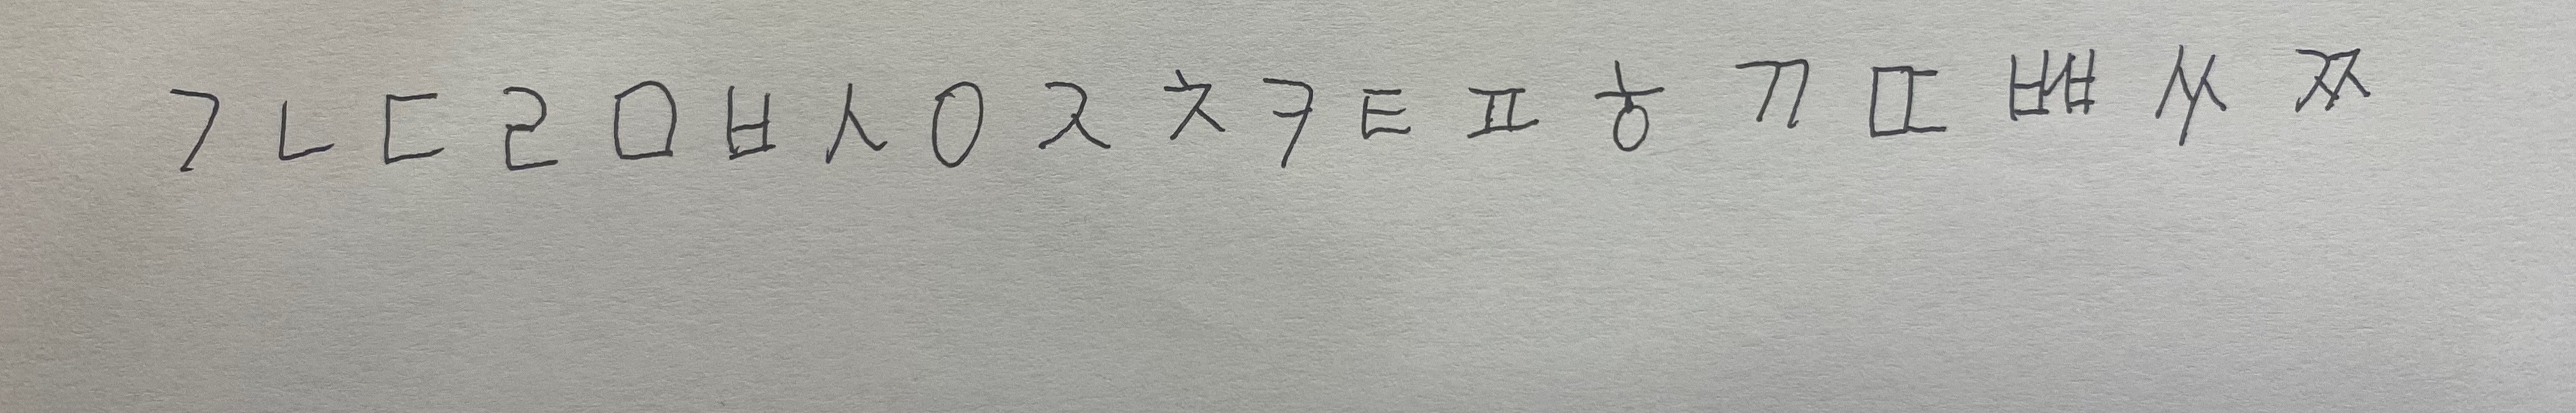 ㄱ ㄴ ㄷ ㄹ ㅁ ㅂ ㅅ ㅇ ㅈ ㅊ ㅋ ㅌ ㅍ ㅎ ㄲ ㄸ ㅃ ㅆ ㅉ